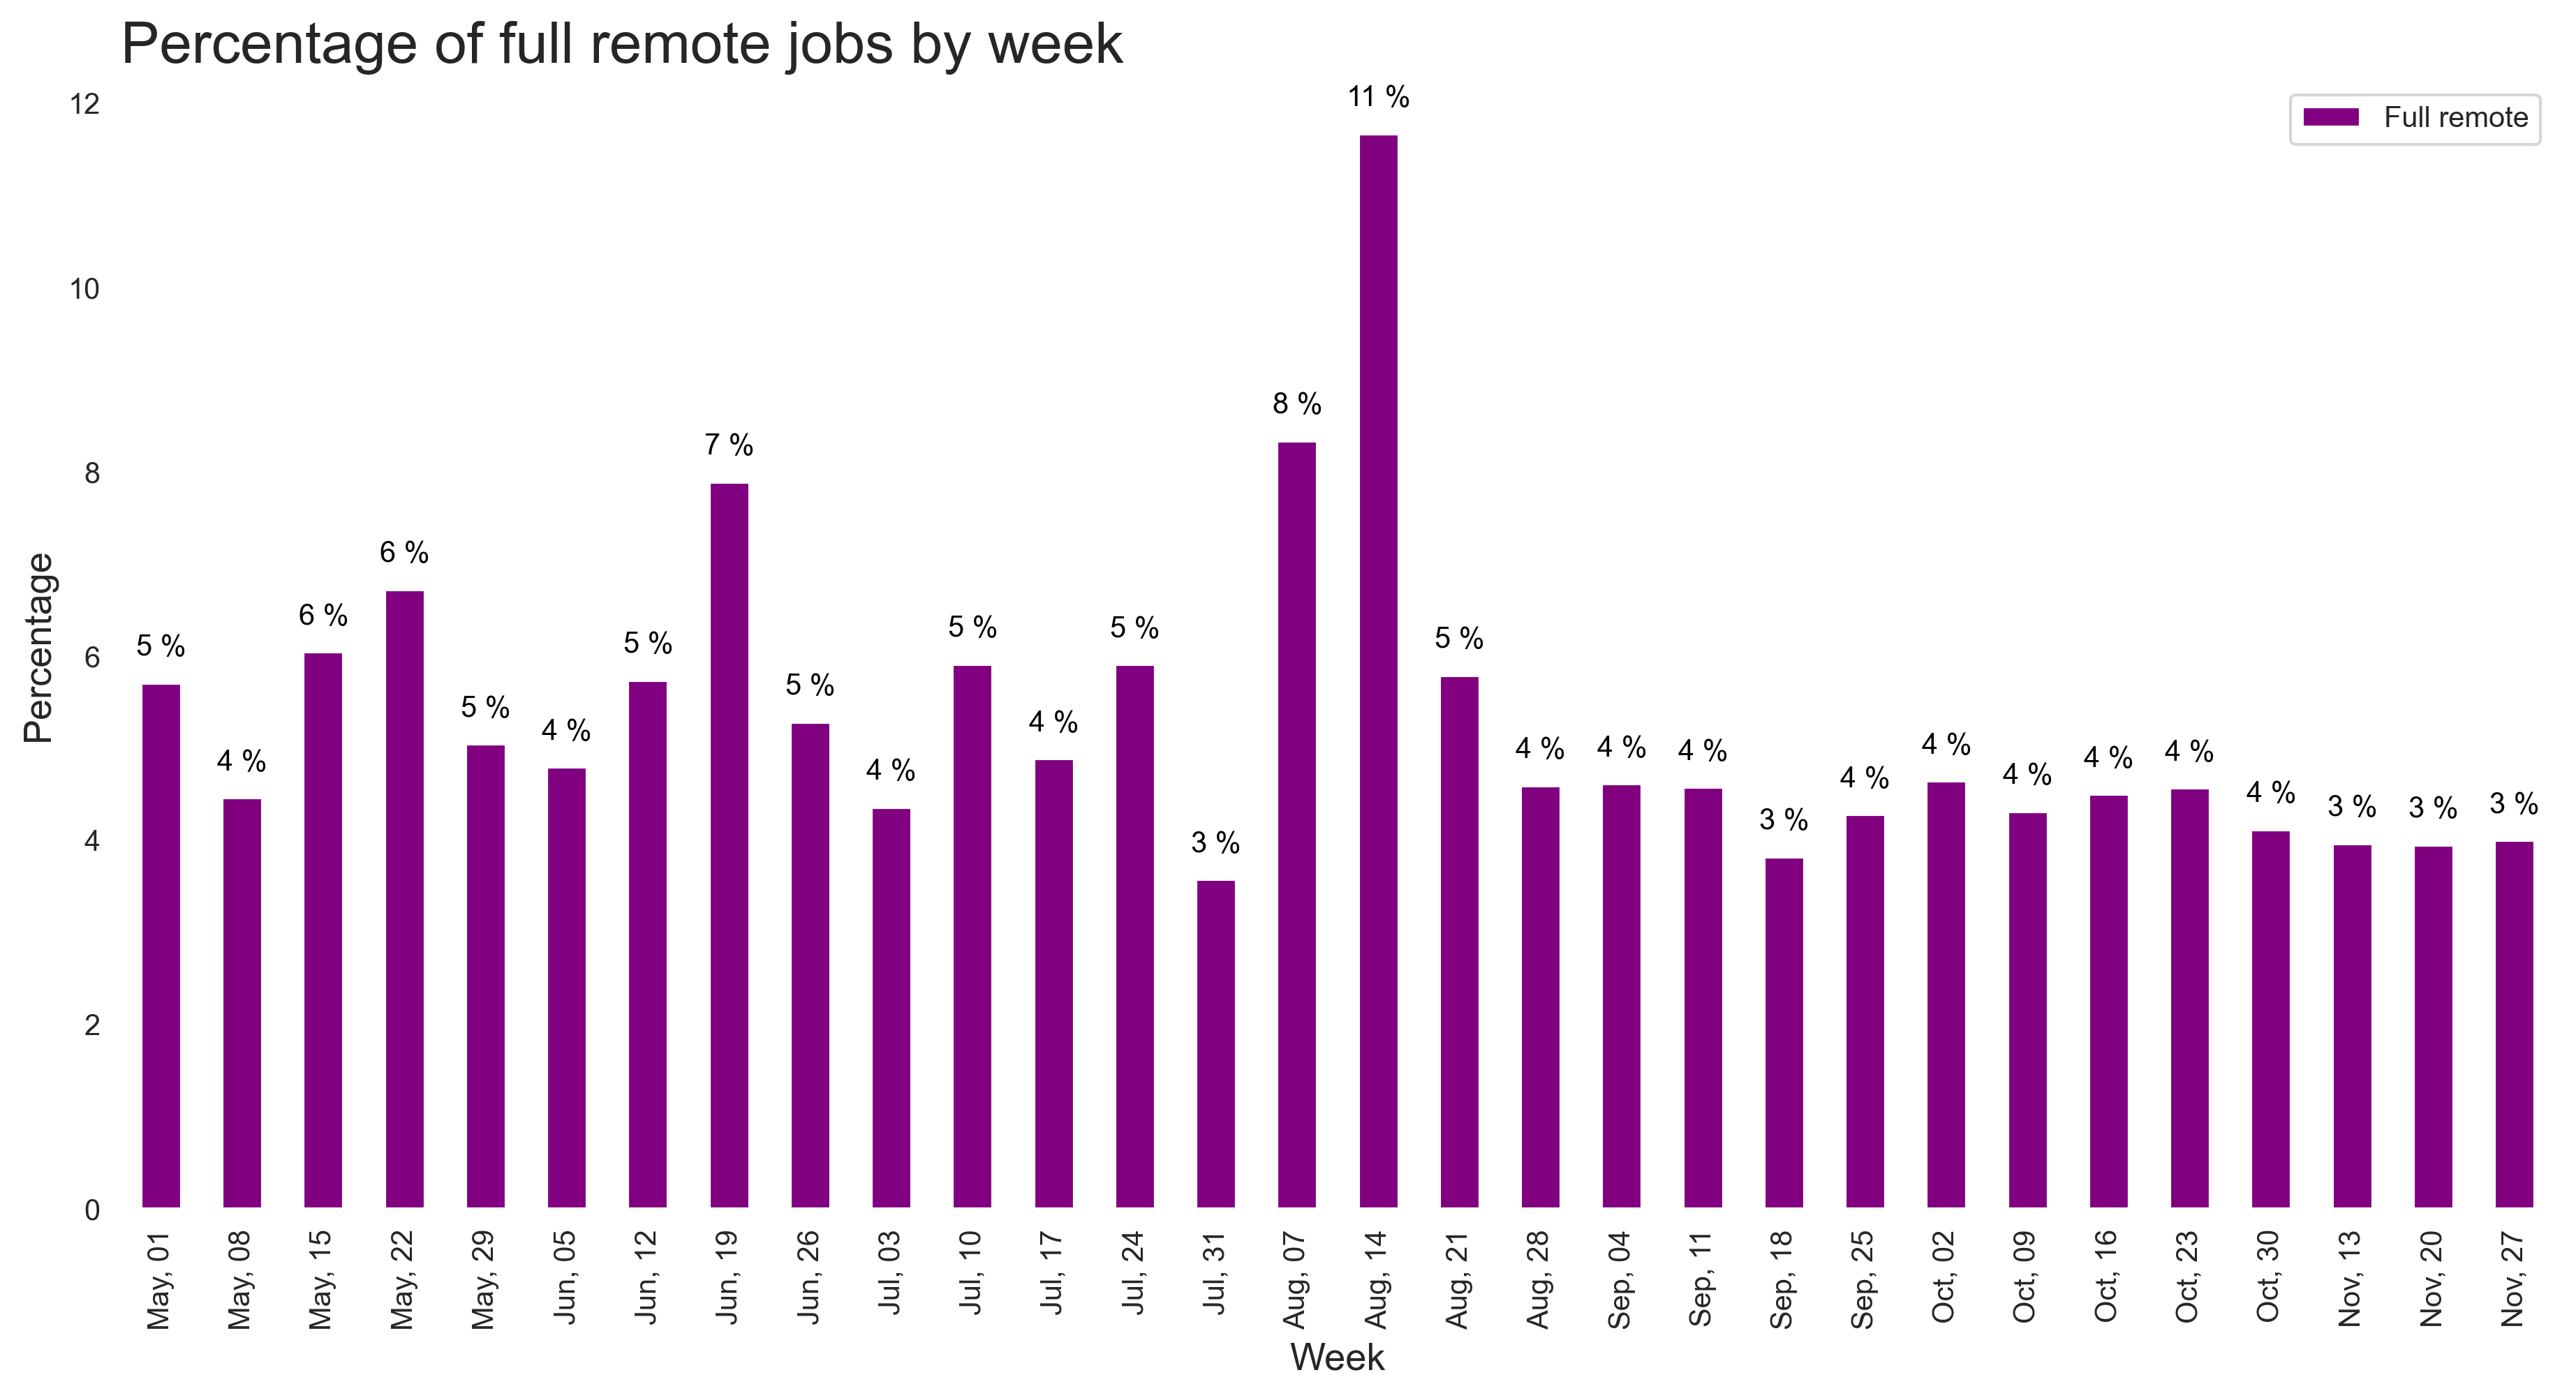 Percentage of full remote jobs by week
Full remote
Percentage
12
10
8
6
4
2
0
5 %
4 %
6 %
6 %
5 %
4 %
5 %
7 %
5 %
4 %
5 %
4 %
5 %
3 %
8 %
11 %
5 %
4 %
4 %
4 %
3 %
4 %
4 %
4 %
4 %
4 %
4 %
3 %
3 %
3 %
May, 01
May, 08
May, 15
May, 22
May, 29
Jun, 05
Jun, 12
Jun, 19
Jun, 26
Jul, 03
Jul, 10
Jul, 17
Jul, 24
Jul, 31
Aug, 07
Aug, 14
Aug, 21
Aug, 28
Sep, 04
Sep, 11
Sep, 18
Sep, 25
Oct, 02
Oct, 09
Oct, 16
Oct, 23
Oct, 30
Nov, 13
Nov, 20
Nov, 27
Week